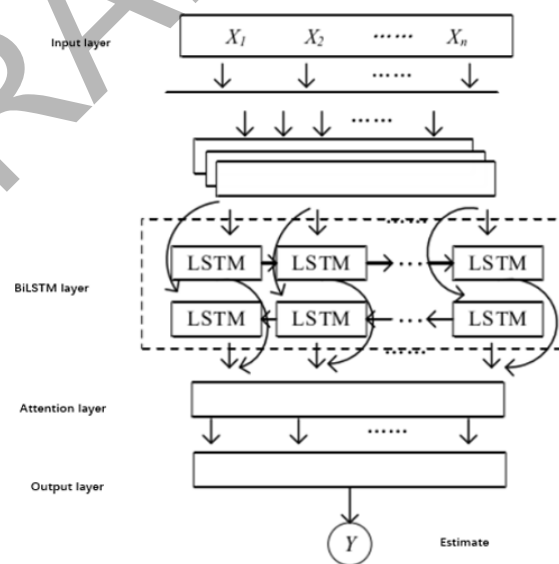 Input layer X₁ X₂ ...... Xₙ
......
......
......
LSTM LSTM ... LSTM
BiLSTM layer
LSTM LSTM ... LSTM
......
Attention layer
......
Output layer
Y Estimate